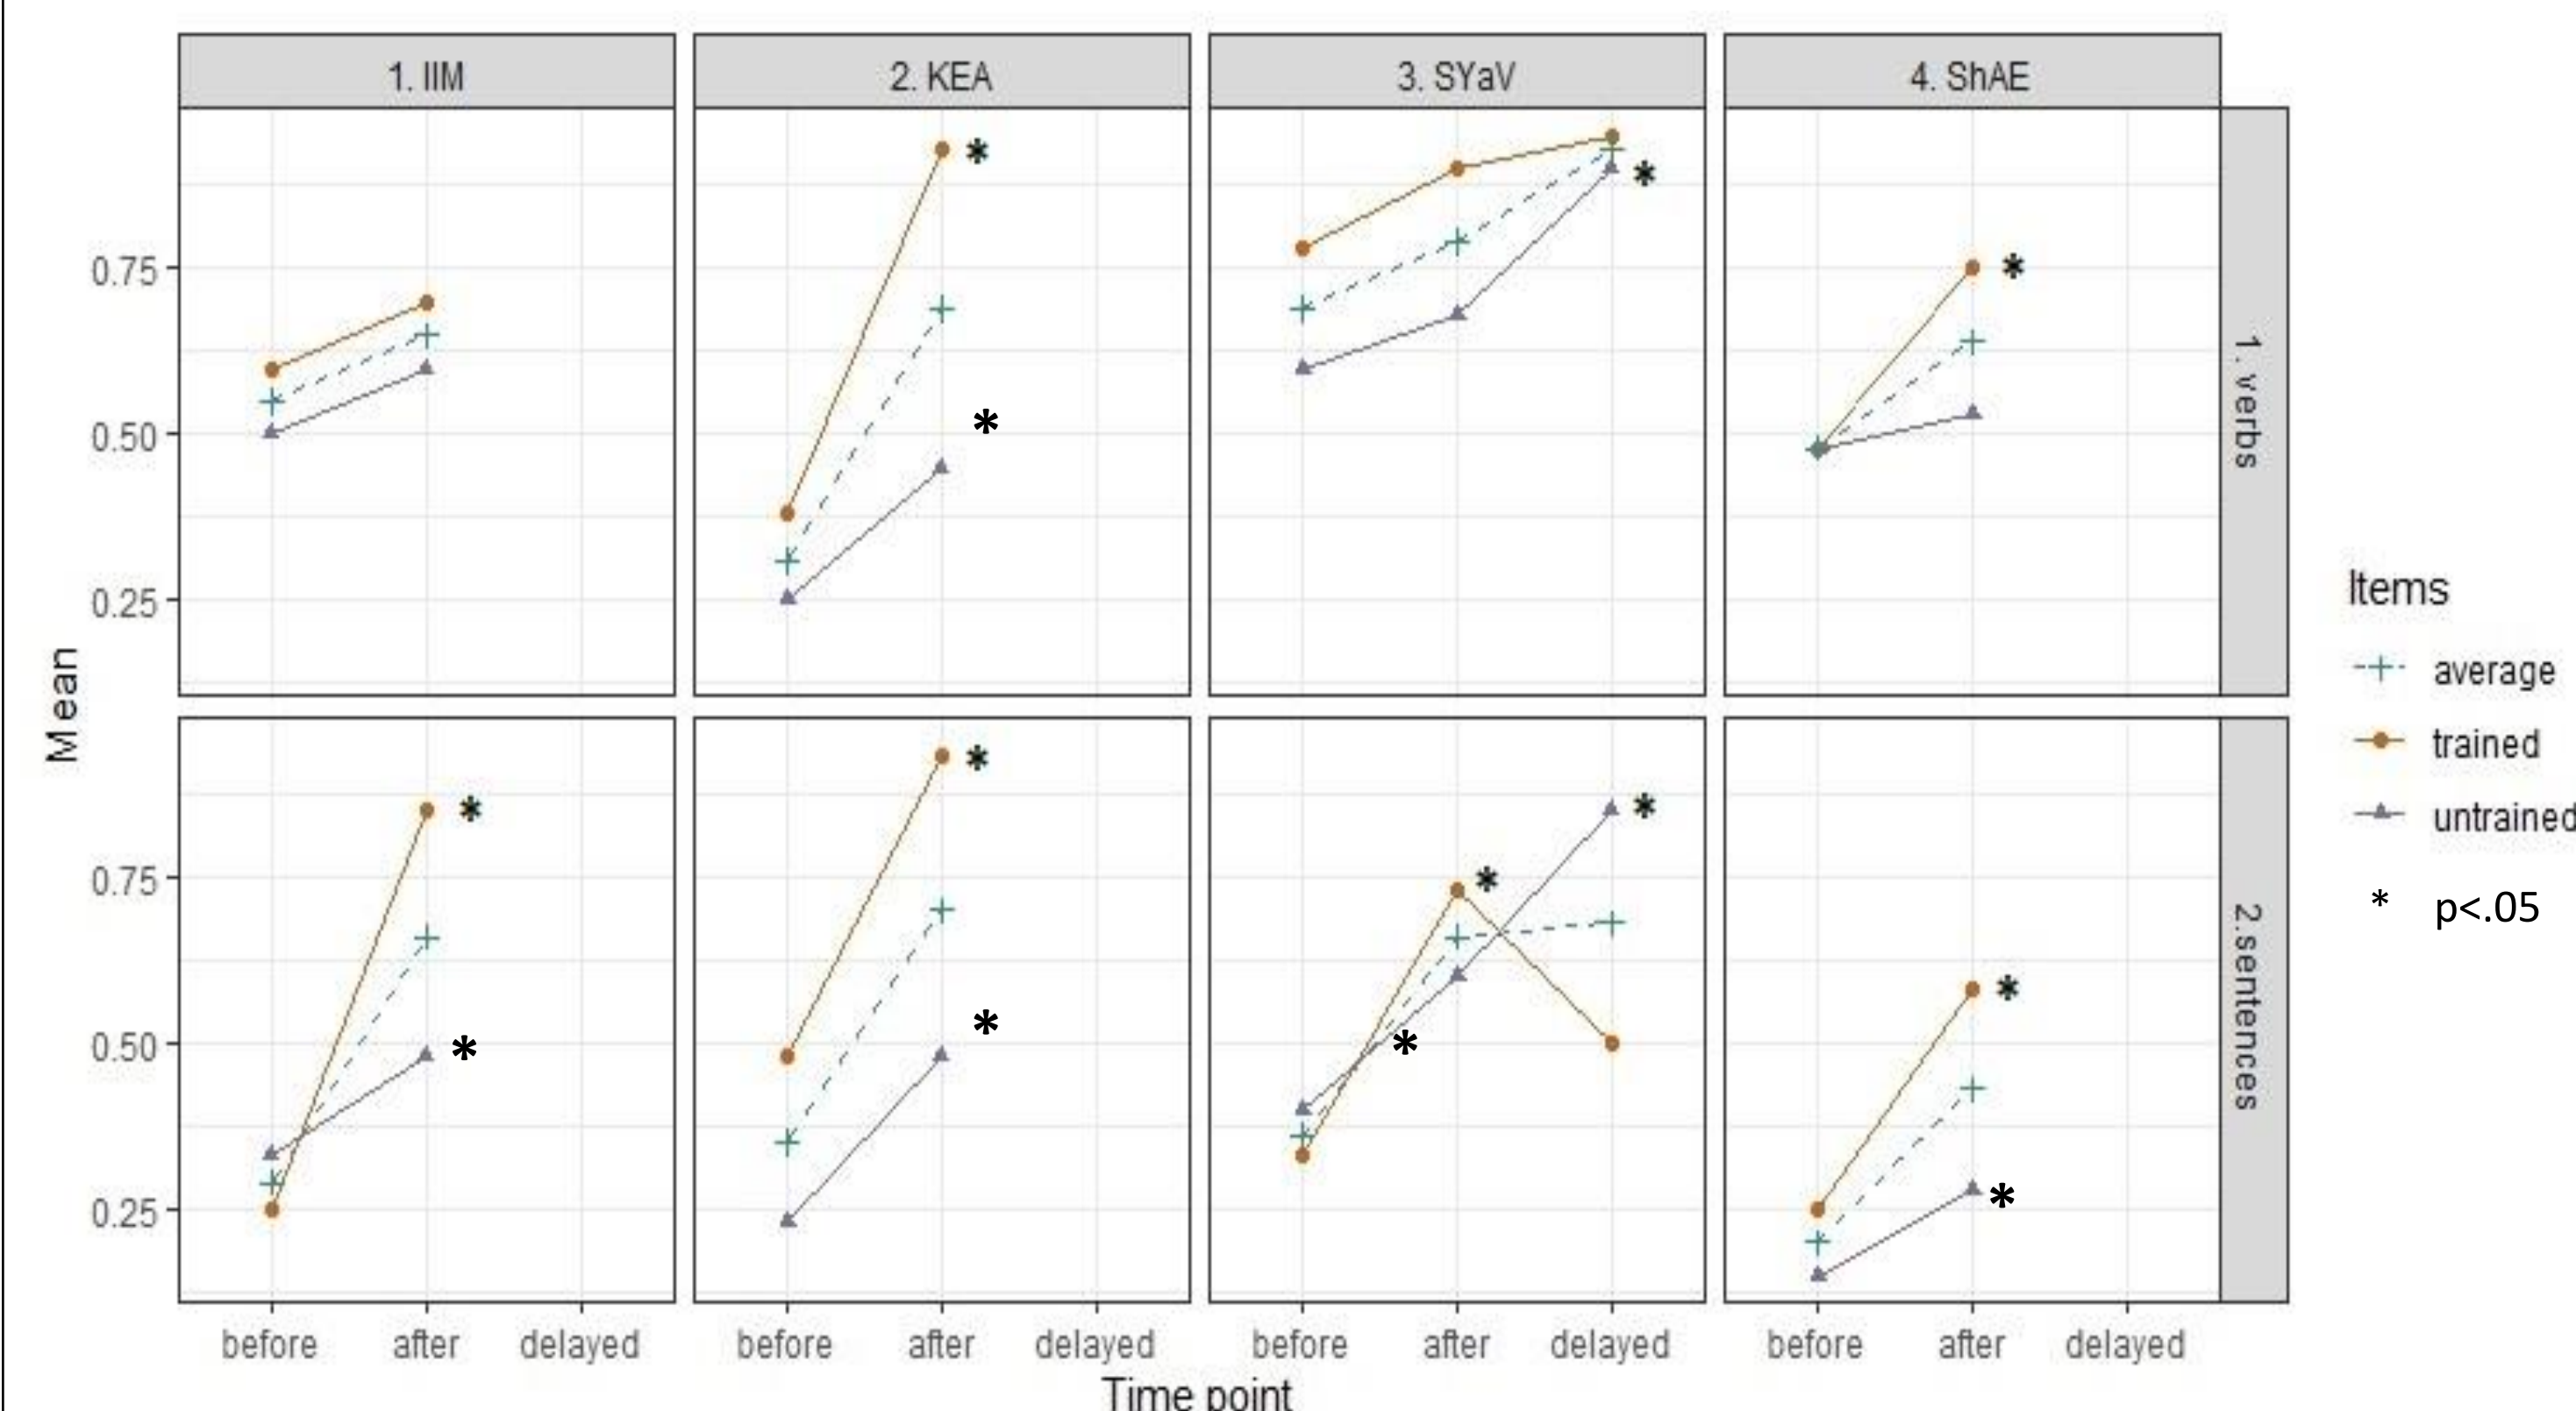 1. IIM
2. KEA
3. SYaV
4. ShAE
0.75
0.50
0.25
*
*
*
*
1. verbs
Mean
0.75
0.50
0.25
*
*
*
*
*
*
*
*
*
2.sentences
before after delayed
before after delayed
before after delayed
before after delayed
Time point
Items
average
trained
untrained
* p<.05